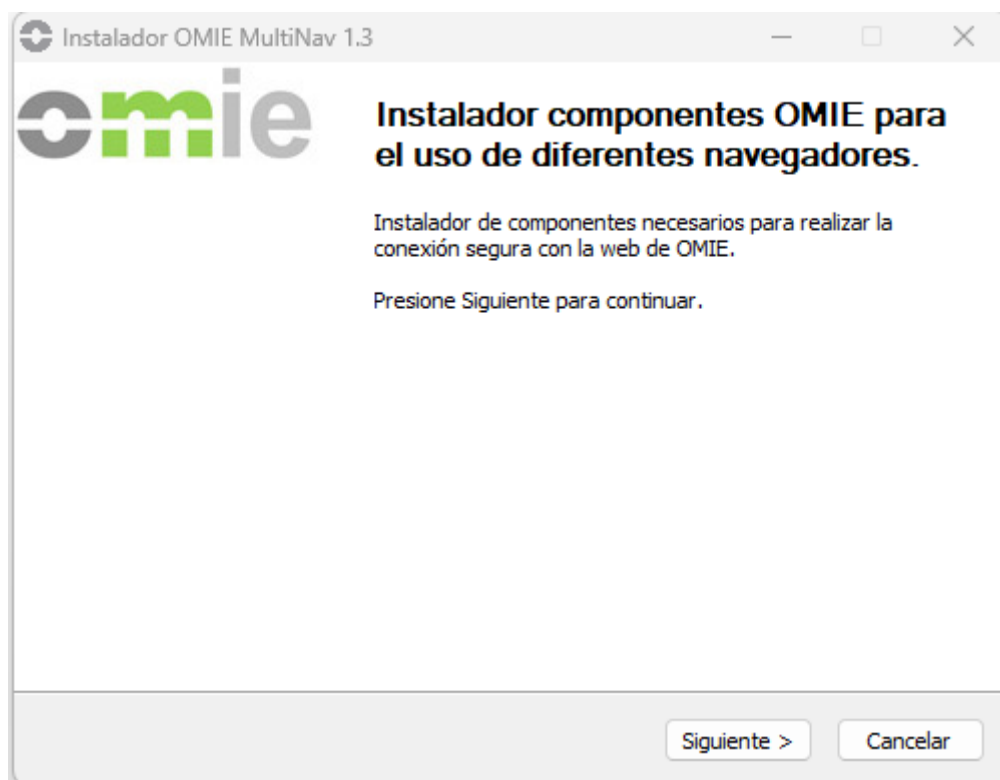 Instalador OMIE MultiNav 1.3
omie
Instalador componentes OMIE para
el uso de diferentes navegadores.
Instalador de componentes necesarios para realizar la
conexión segura con la web de OMIE.
Presione Siguiente para continuar.
Siguiente >
Cancelar